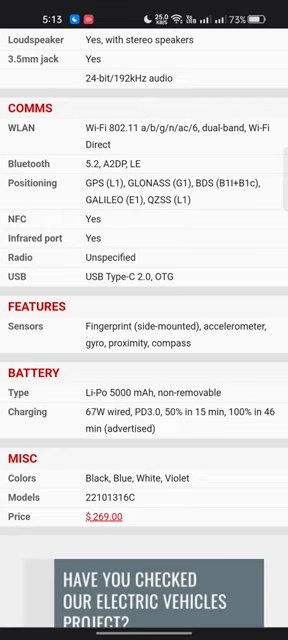 5:13 25.0 KB/S Vo LTE 73%
Loudspeaker Yes, with stereo speakers
3.5mm jack Yes
24-bit/192kHz audio
COMMS
WLAN Wi-Fi 802.11 a/b/g/n/ac/6, dual-band, Wi-Fi
Direct
Bluetooth 5.2, A2DP, LE
Positioning GPS (L1), GLONASS (G1), BDS (B1I+B1c),
GALILEO (E1), QZSS (L1)
NFC Yes
Infrared port Yes
Radio Unspecified
USB USB Type-C 2.0, OTG
FEATURES
Sensors Fingerprint (side-mounted), accelerometer,
gyro, proximity, compass
BATTERY
Type Li-Po 5000 mAh, non-removable
Charging 67W wired, PD3.0, 50% in 15 min, 100% in 46
min (advertised)
MISC
Colors Black, Blue, White, Violet
Models 22101316C
Price $ 269.00
HAVE YOU CHECKED
OUR ELECTRIC VEHICLES
PROJECT?